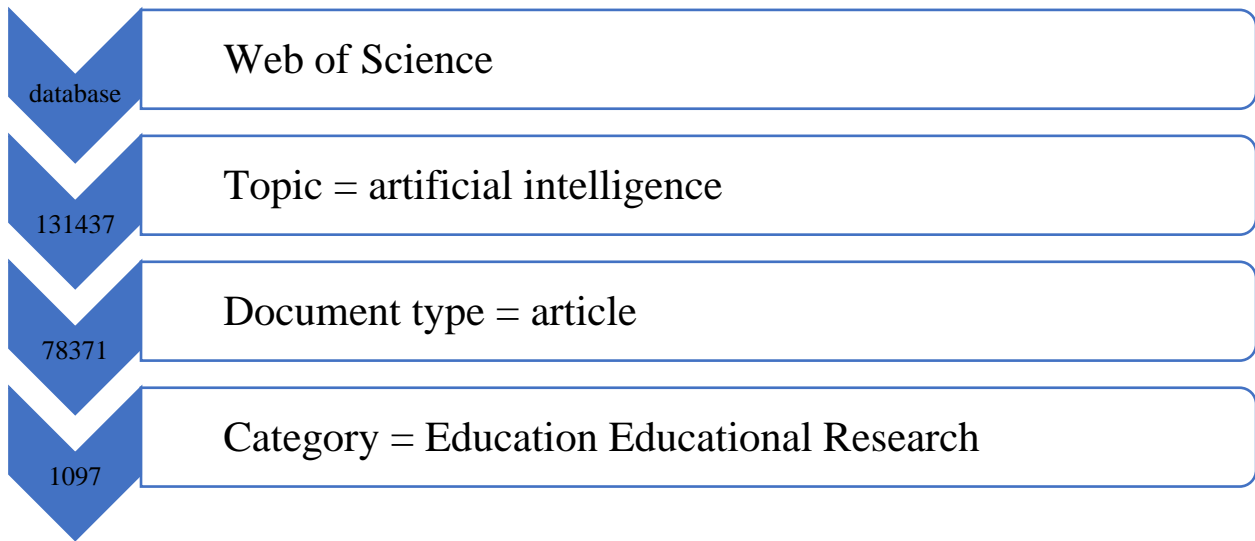 Web of Science
database
Topic = artificial intelligence
131437
Document type = article
78371
Category = Education Educational Research
1097